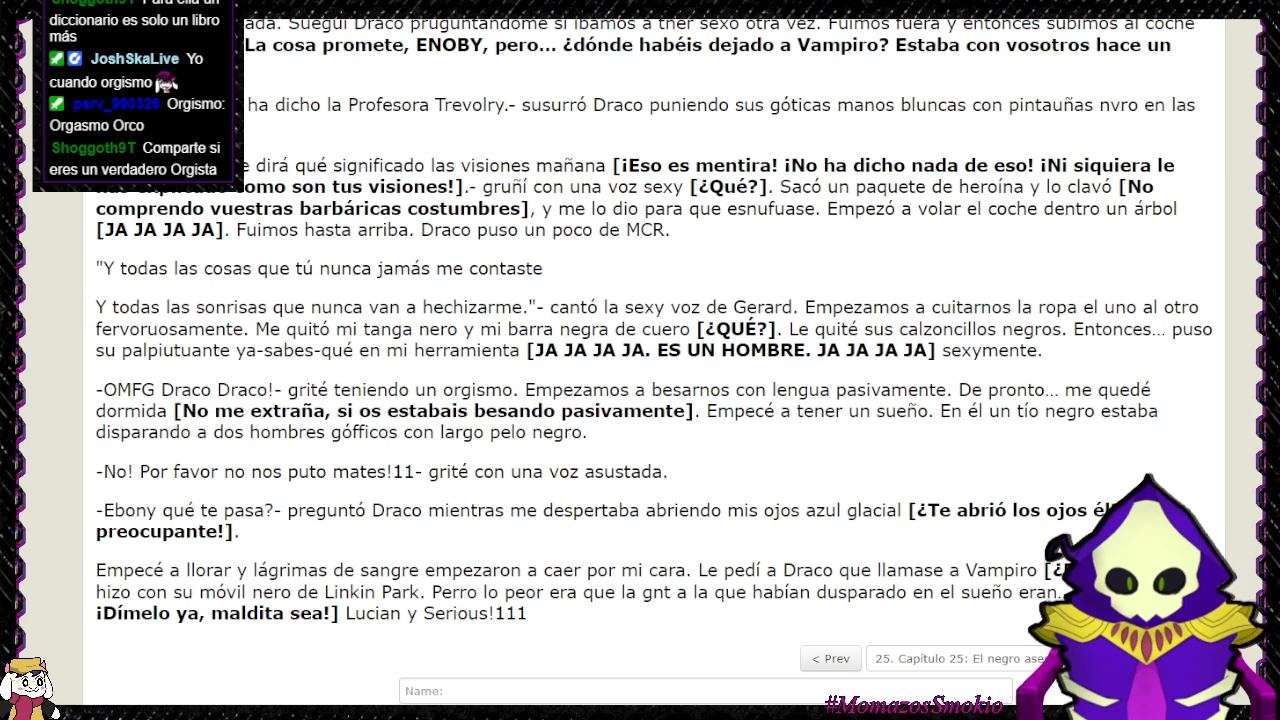 Shoggoth9T Para ella un
diccionario es solo un libro
más
JoshSkaLive Yo
cuando orgismo
psrv_990326 Orgismo:
Orgasmo Orco
Shoggoth9T Comparte si
eres un verdadero Orgista
ada. Sueguí Draco pruguntándome si íbamos a tner sexo otra vez. Fuimos fuera y entonces subimos al coche
La cosa promete, ENOBY, pero... ¿dónde habéis dejado a Vampiro? Estaba con vosotros hace un
ha dicho la Profesora Trevolry.- susurró Draco puniendo sus góticas manos bluncas con pintauñas nvro en las
dirá qué significado las visiones mañana [¡Eso es mentira! ¡No ha dicho nada de eso! ¡Ni siquiera le
omo son tus visiones!].- gruñí con una voz sexy [¿Qué?]. Sacó un paquete de heroína y lo clavó [No
comprendo vuestras barbáricas costumbres], y me lo dio para que esnufuase. Empezó a volar el coche dentro un árbol
[JA JA JA JA]. Fuimos hasta arriba. Draco puso un poco de MCR.
"Y todas las cosas que tú nunca jamás me contaste
Y todas las sonrisas que nunca van a hechizarme."- cantó la sexy voz de Gerard. Empezamos a cuitarnos la ropa el uno al otro
fervoruosamente. Me quitó mi tanga nero y mi barra negra de cuero [¿QUÉ?]. Le quité sus calzoncillos negros. Entonces… puso
su palpiutuante ya-sabes-qué en mi herramienta [JA JA JA JA. ES UN HOMBRE. JA JA JA JA] sexymente.
-OMFG Draco Draco!- grité teniendo un orgismo. Empezamos a besarnos con lengua pasivamente. De pronto… me quedé
dormida [No me extraña, si os estabais besando pasivamente]. Empecé a tener un sueño. En él un tío negro estaba
disparando a dos hombres gófficos con largo pelo negro.
-No! Por favor no nos puto mates!11- grité con una voz asustada.
-Ebony qué te pasa?- preguntó Draco mientras me despertaba abriendo mis ojos azul glacial [¿Te abrió los ojos él
preocupante!].
Empecé a llorar y lágrimas de sangre empezaron a caer por mi cara. Le pedí a Draco que llamase a Vampiro [¿
hizo con su móvil nero de Linkin Park. Perro lo peor era que la gnt a la que habían dusparado en el sueño eran.
¡Dímelo ya, maldita sea!] Lucian y Serious!111
< Prev
25. Capítulo 25: El negro ase
Name:
#MomazosSmokio